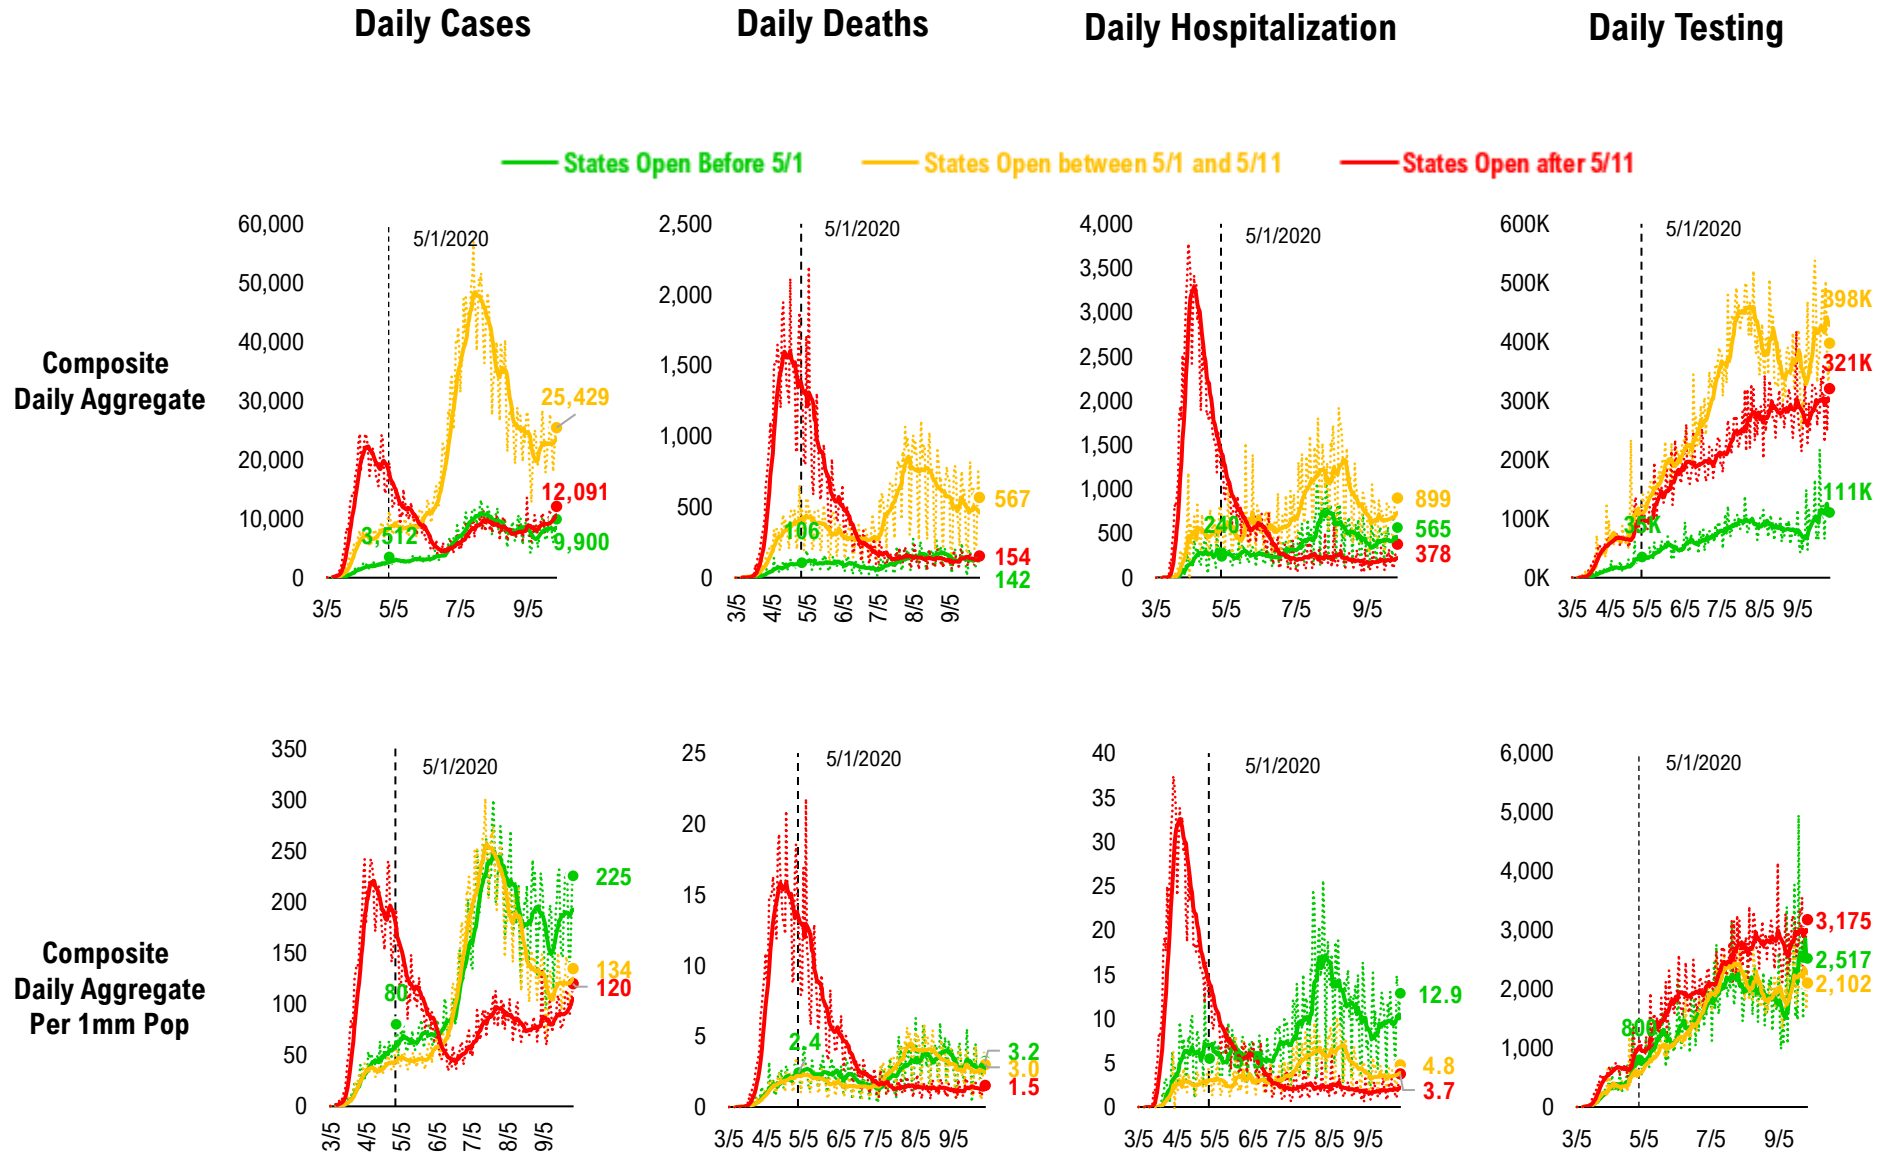 Daily Cases
Daily Deaths
Daily Hospitalization
Daily Testing
States Open Before 5/1
States Open between 5/1 and 5/11
States Open after 5/11
Composite
Daily Aggregate
60,000
50,000
40,000
30,000
20,000
10,000
0
5/1/2020
25,429
12,091
9,900
3,512
3/5 5/5 7/5 9/5
2,500
2,000
1,500
1,000
500
0
5/1/2020
106
567
154
142
3/5 4/5 5/5 6/5 7/5 8/5 9/5
4,000
3,500
3,000
2,500
2,000
1,500
1,000
500
0
5/1/2020
240
899
565
378
3/5 5/5 7/5 9/5
600K
500K
400K
300K
200K
100K
0K
5/1/2020
398K
321K
111K
3/5 4/5 5/5 6/5 7/5 8/5 9/5
Composite
Daily Aggregate
Per 1mm Pop
350
300
250
200
150
100
50
0
5/1/2020
80
225
134
120
3/5 4/5 5/5 6/5 7/5 8/5 9/5
25
20
15
10
5
0
5/1/2020
2.4
3.2
3.0
1.5
3/5 4/5 5/5 6/5 7/5 8/5 9/5
40
35
30
25
20
15
10
5
0
5/1/2020
12.9
4.8
3.7
3/5 4/5 5/5 6/5 7/5 8/5 9/5
6,000
5,000
4,000
3,000
2,000
1,000
0
5/1/2020
800
3,175
2,517
2,102
3/5 5/5 7/5 9/5